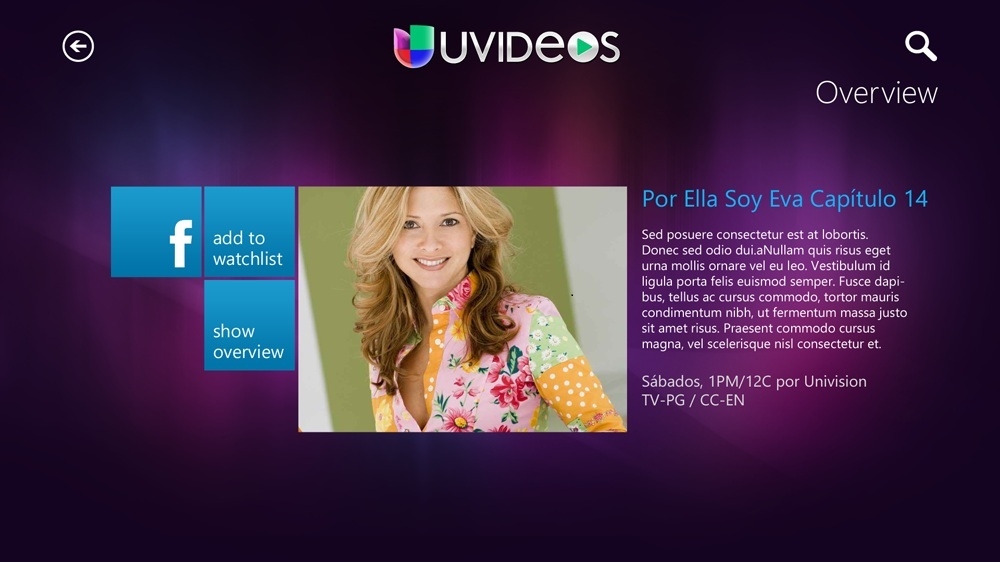 UVIDEOS
Overview
f
add to
watchlist
show
overview
Por Ella Soy Eva Capítulo 14
Sed posuere consectetur est at lobortis.
Donec sed odio dui.aNullam quis risus eget
urna mollis ornare vel eu leo. Vestibulum id
ligula porta felis euismod semper. Fusce dapi-
bus, tellus ac cursus commodo, tortor mauris
condimentum nibh, ut fermentum massa justo
sit amet risus. Praesent commodo cursus
magna, vel scelerisque nisl consectetur et.
Sábados, 1PM/12C por Univision
TV-PG / CC-EN